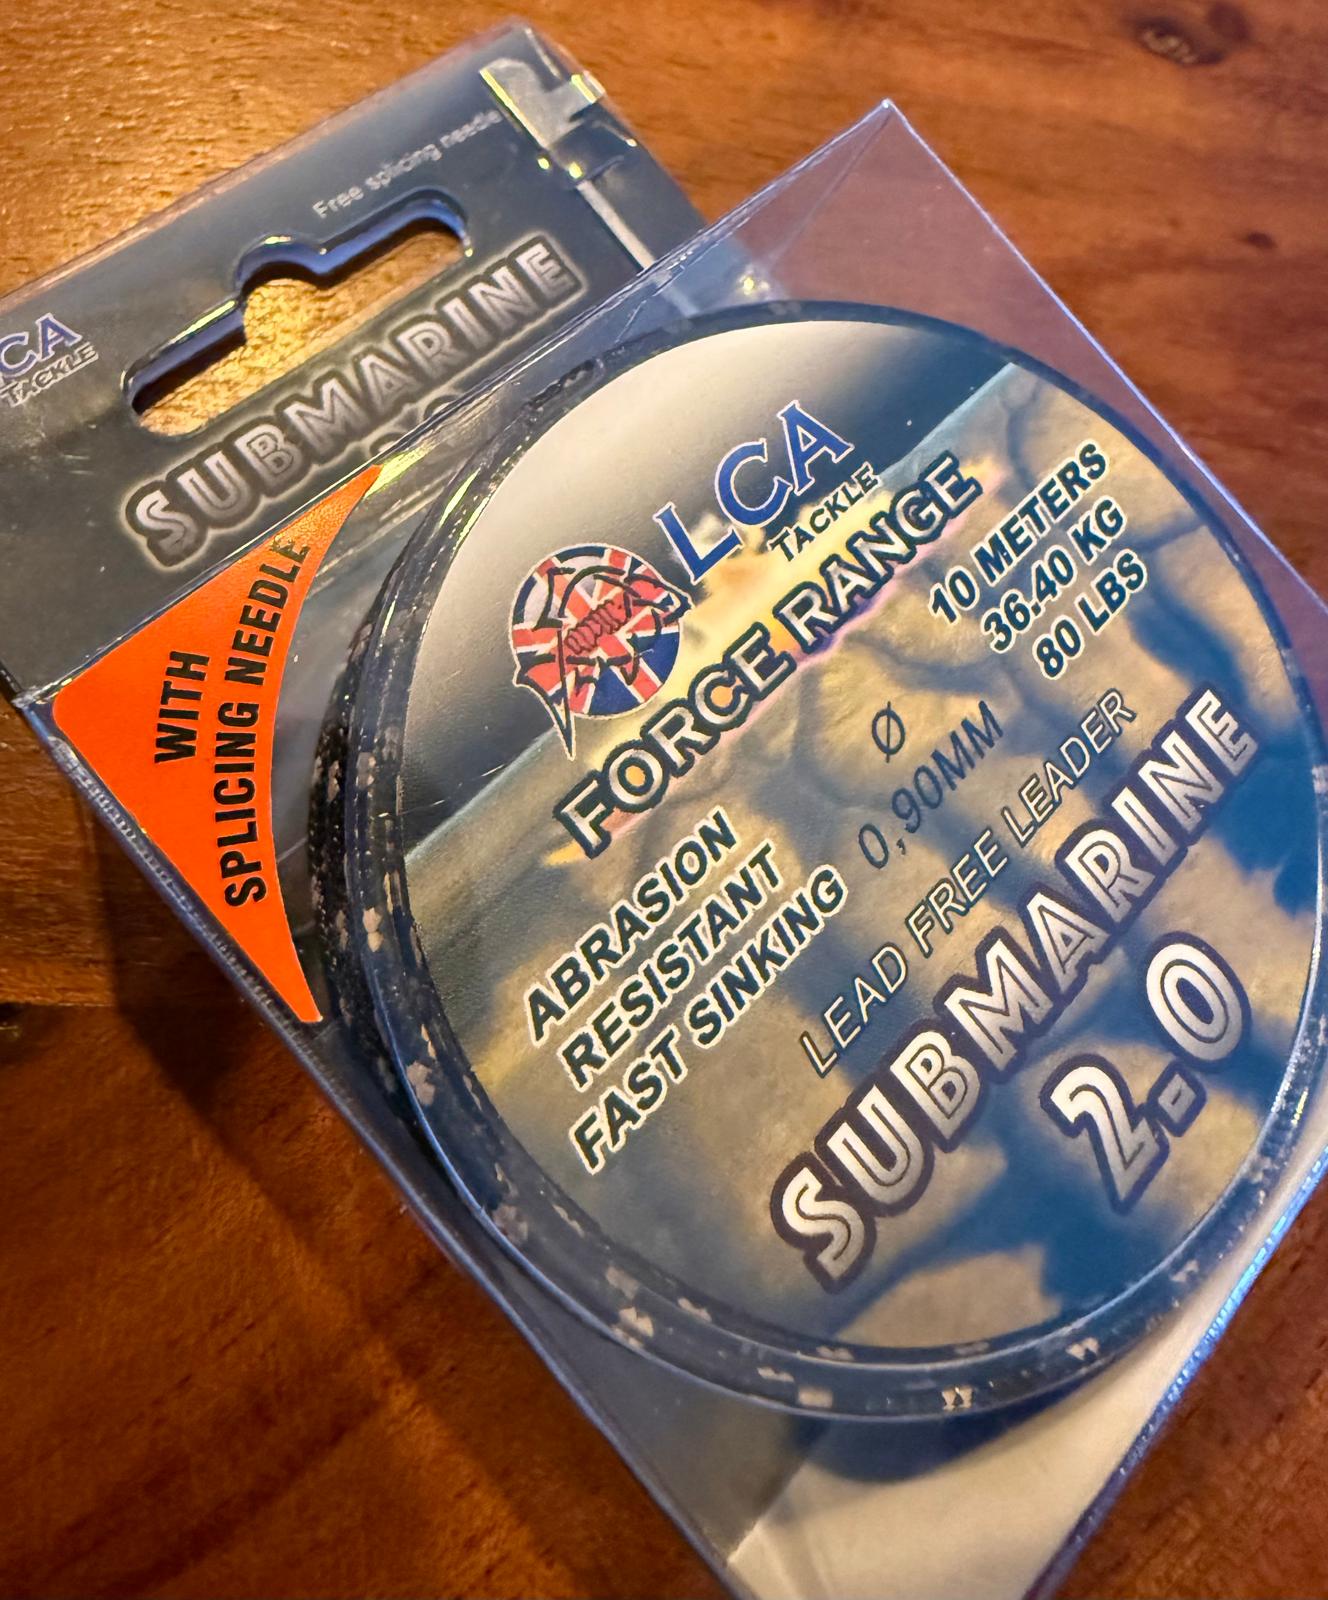 Free splicing needle
LCA
TACKLE
SUBMARINE
WITH
SPLICING NEEDLE
LCA
TACKLE
FORCE RANGE
10 METERS
36.40 KG
80 LBS
Ø
0,90MM
ABRASION
RESISTANT
FAST SINKING
LEAD FREE LEADER
SUBMARINE
2.0